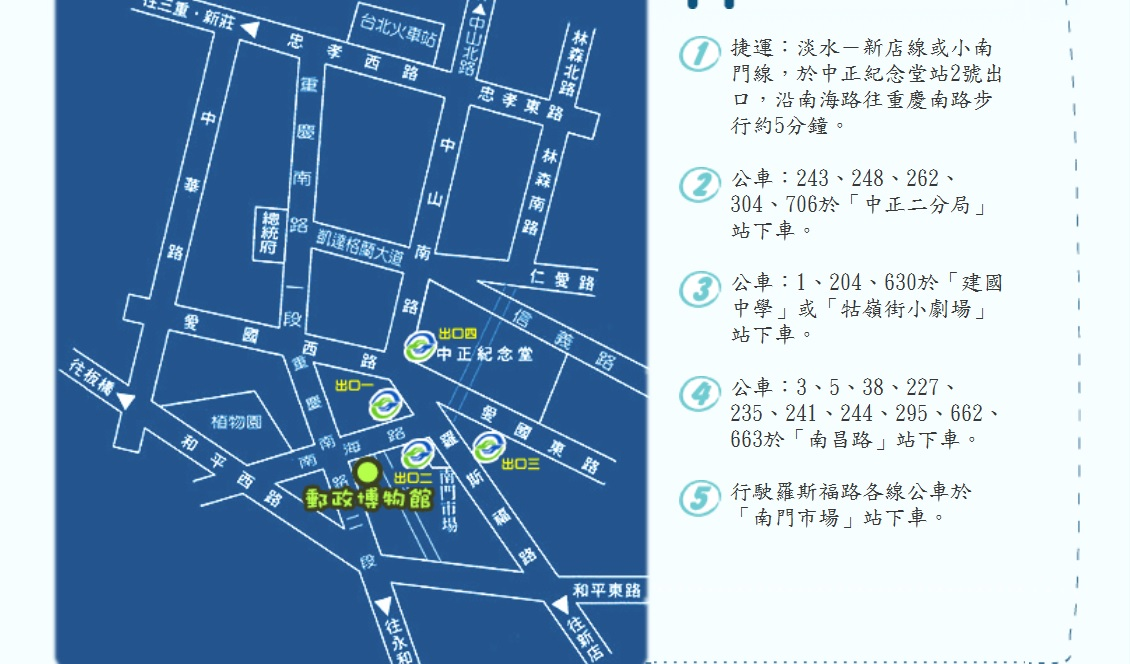 往三重·新莊
台北火車站
中山北路
林森北路
忠孝西路
忠孝東路
重慶南路一段
中華路
中山南路
林森南路
總統府
凱達格蘭大道
仁愛路
信義路
愛國西路
出口四
中正紀念堂
往板橋
出口一
植物園
重慶南路二段
南海路
愛國東路
羅斯福路
出口三
出口二
南門市場
郵政博物館
和平西路
和平東路
往永和
往新店
1
捷運：淡水－新店線或小南
門線，於中正紀念堂站2號出
口，沿南海路往重慶南路步
行約5分鐘。
2
公車：243、248、262、
304、706於「中正二分局」
站下車。
3
公車：1、204、630於「建國
中學」或「牯嶺街小劇場」
站下車。
4
公車：3、5、38、227、
235、241、244、295、662、
663於「南昌路」站下車。
5
行駛羅斯福路各線公車於
「南門市場」站下車。